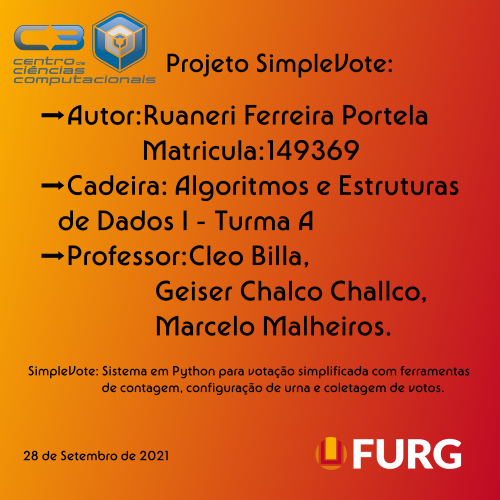 C3
centro de
ciências
computacionais
Projeto SimpleVote:
➞Autor:Ruaneri Ferreira Portela
Matricula:149369
➞Cadeira: Algoritmos e Estruturas
de Dados I - Turma A
➞Professor:Cleo Billa,
Geiser Chalco Challco,
Marcelo Malheiros.
SimpleVote: Sistema em Python para votação simplificada com ferramentas
de contagem, configuração de urna e coletagem de votos.
28 de Setembro de 2021
FURG